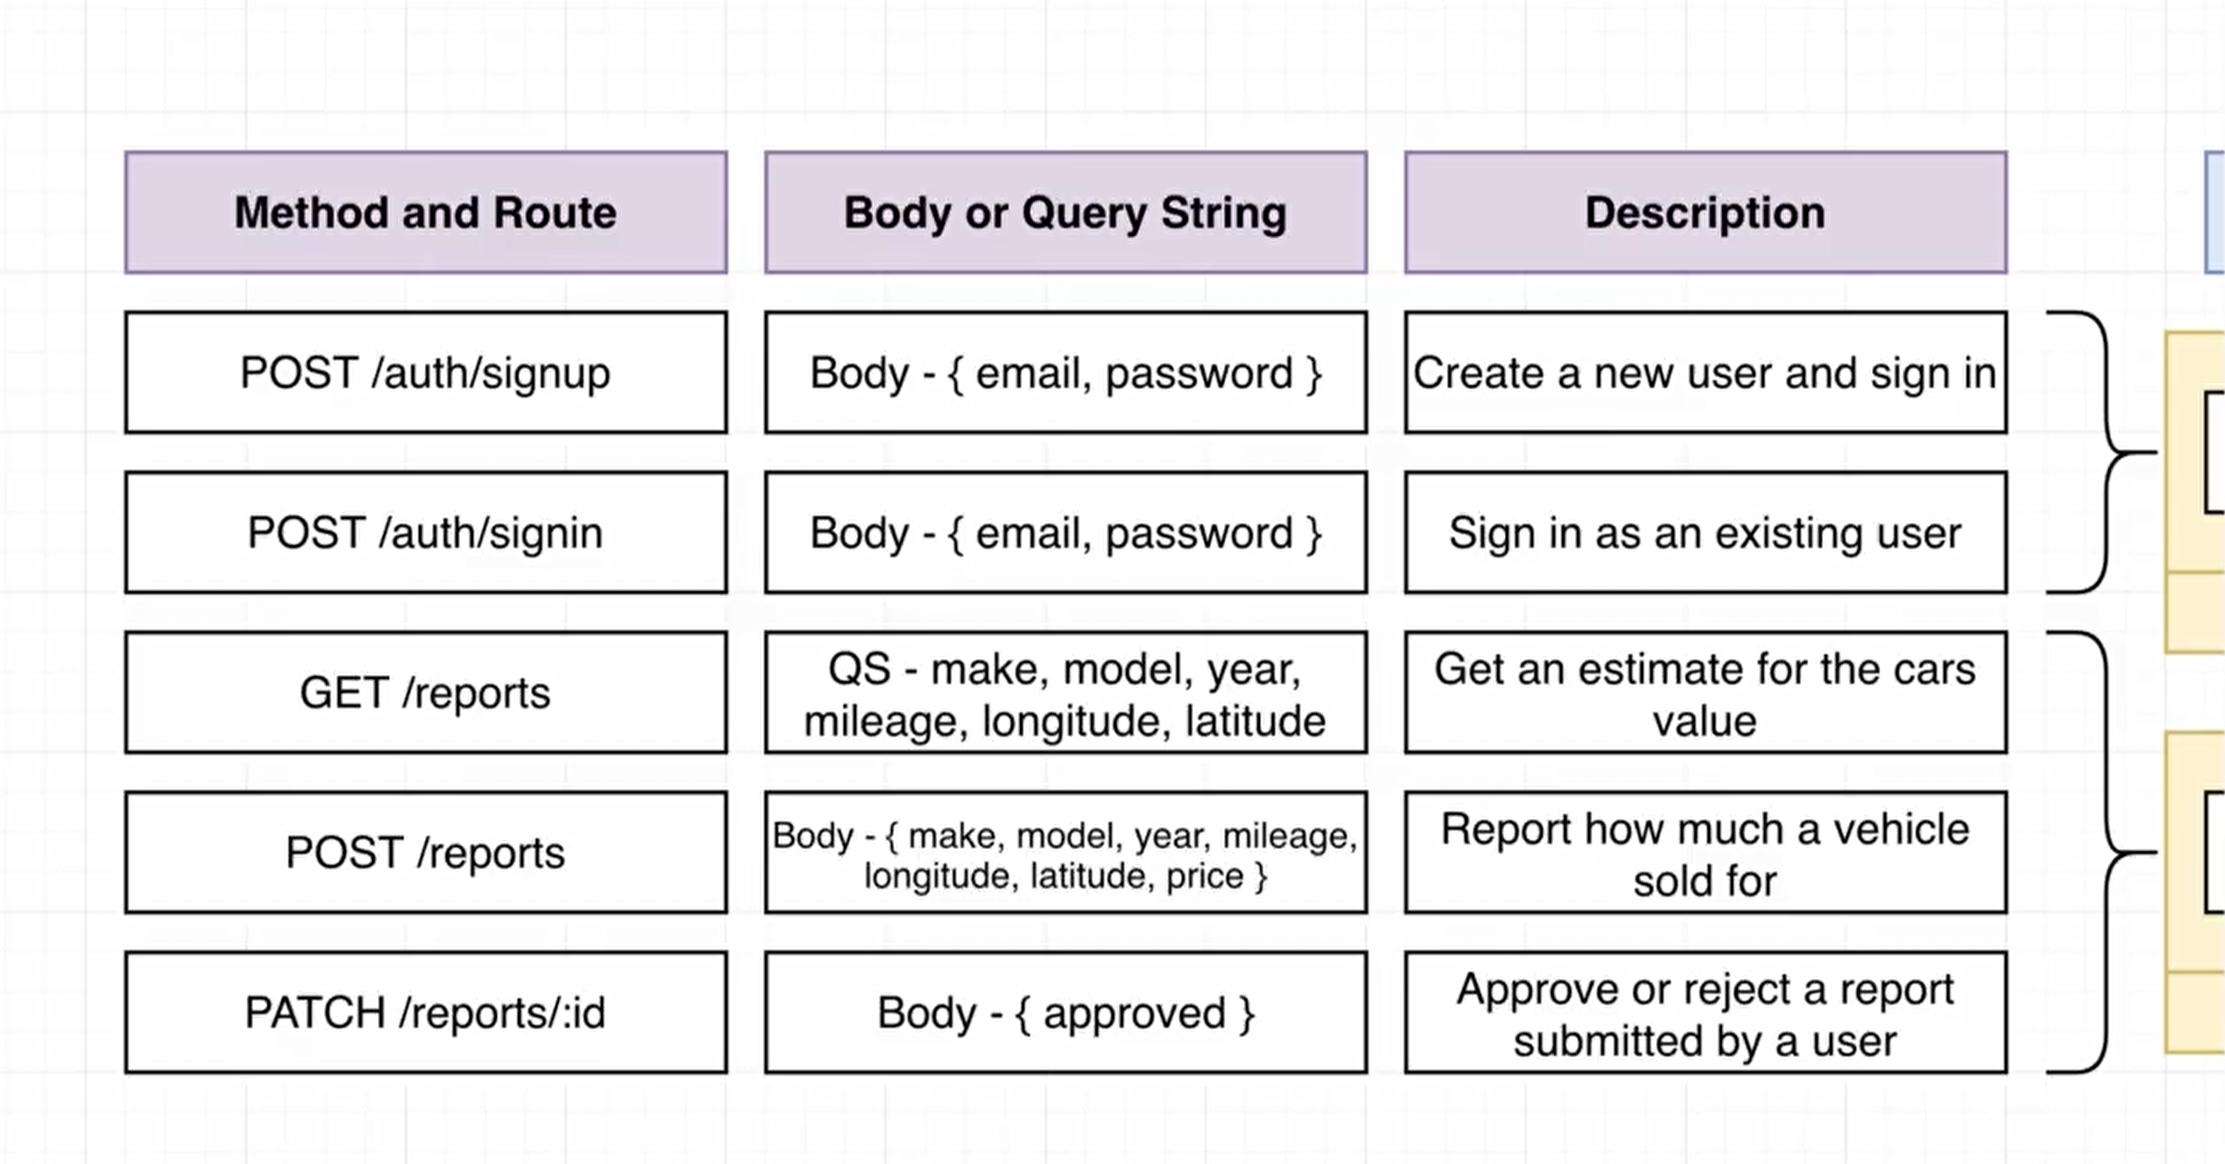 Method and Route
Body or Query String
Description
POST /auth/signup
Body - { email, password }
Create a new user and sign in
POST /auth/signin
Body - { email, password }
Sign in as an existing user
GET /reports
QS - make, model, year,
mileage, longitude, latitude
Get an estimate for the cars
value
POST /reports
Body - { make, model, year, mileage,
longitude, latitude, price }
Report how much a vehicle
sold for
PATCH /reports/:id
Body - { approved }
Approve or reject a report
submitted by a user